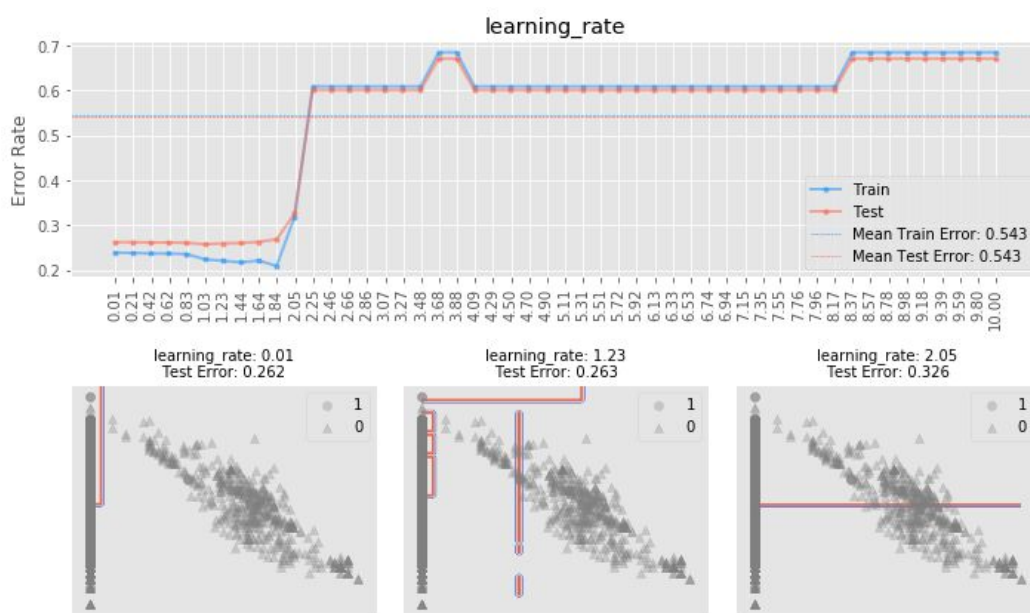 learning_rate
Error Rate
0.7
0.6
0.5
0.4
0.3
0.2
Train
Test
Mean Train Error: 0.543
Mean Test Error: 0.543
0.01 0.21 0.42 0.62 0.83 1.03 1.23 1.44 1.64 1.84 2.05 2.25 2.46 2.66 2.86 3.07 3.27 3.48 3.68 3.88 4.09 4.29 4.50 4.70 4.90 5.11 5.31 5.51 5.72 5.92 6.13 6.33 6.53 6.74 6.94 7.15 7.35 7.55 7.76 7.96 8.17 8.37 8.57 8.78 8.98 9.18 9.39 9.59 9.80 10.00
learning_rate: 0.01
Test Error: 0.262
1
0
learning_rate: 1.23
Test Error: 0.263
1
0
learning_rate: 2.05
Test Error: 0.326
1
0